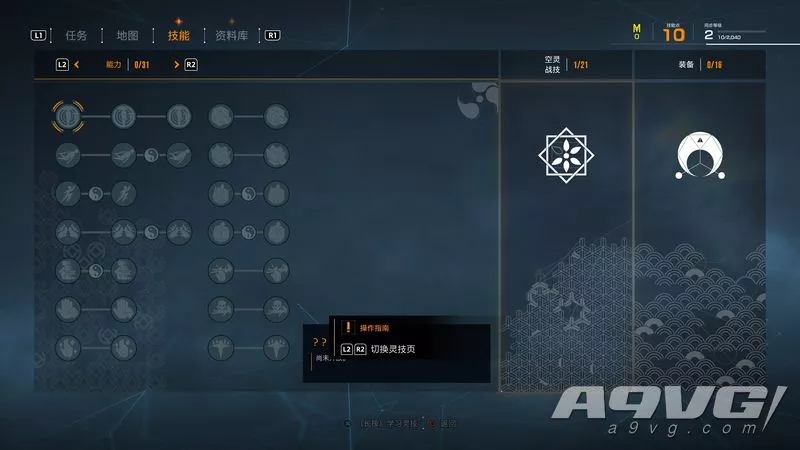 L1 任务 地图 技能 资料库 R1
M 0
技能点 10
同步等级 2 10/2,040
L2 能力 0/31 R2
空灵战技 1/21
装备 0/16
! 操作指南
??
L2 R2 切换灵技页
(长按) 学习灵技 返回
A9VG
a9vg.com